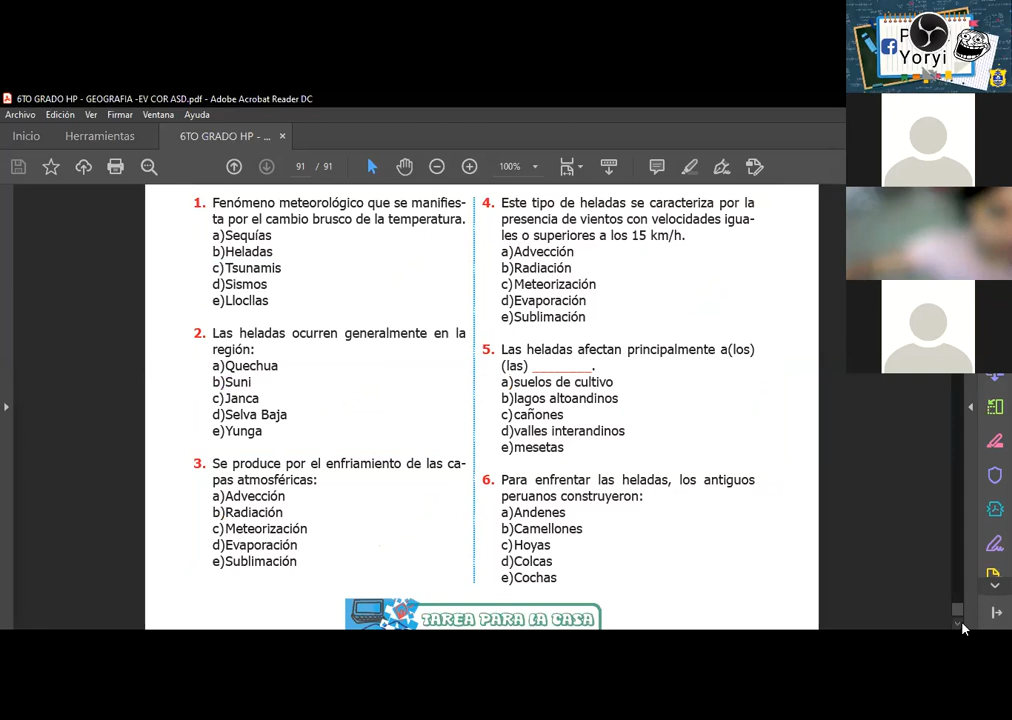 Yoryi
6TO GRADO HP - GEOGRAFIA -EV COR ASD.pdf - Adobe Acrobat Reader DC
Archivo Edición Ver Firmar Ventana Ayuda
Inicio Herramientas 6TO GRADO HP - ... ×
91 / 91 100%
1. Fenómeno meteorológico que se manifies-
ta por el cambio brusco de la temperatura.
a)Sequías
b)Heladas
c)Tsunamis
d)Sismos
e)Llocllas
2. Las heladas ocurren generalmente en la
región:
a)Quechua
b)Suni
c)Janca
d)Selva Baja
e)Yunga
3. Se produce por el enfriamiento de las ca-
pas atmosféricas:
a)Advección
b)Radiación
c)Meteorización
d)Evaporación
e)Sublimación
4. Este tipo de heladas se caracteriza por la
presencia de vientos con velocidades igua-
les o superiores a los 15 km/h.
a)Advección
b)Radiación
c)Meteorización
d)Evaporación
e)Sublimación
5. Las heladas afectan principalmente a(los)
(las) ________.
a)suelos de cultivo
b)lagos altoandinos
c)cañones
d)valles interandinos
e)mesetas
6. Para enfrentar las heladas, los antiguos
peruanos construyeron:
a)Andenes
b)Camellones
c)Hoyas
d)Colcas
e)Cochas
TAREA PARA LA CASA